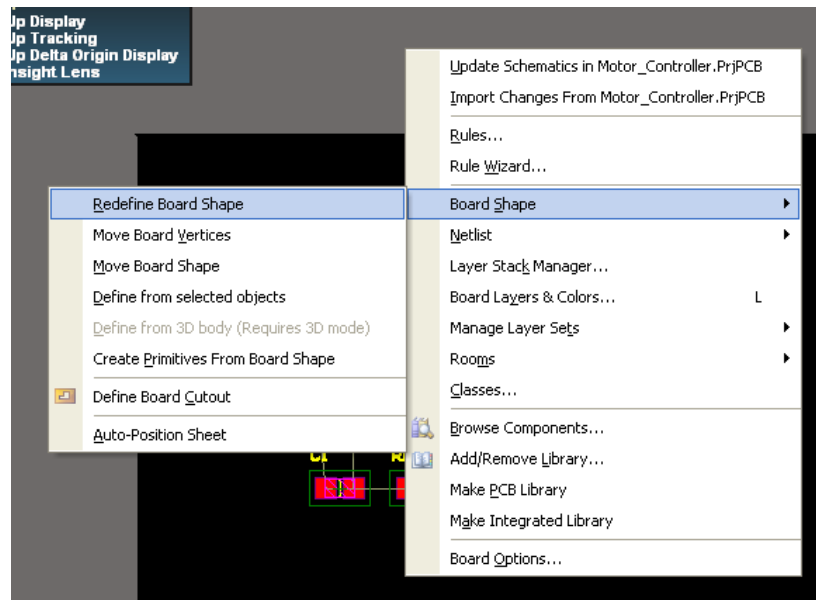 Up Display
Up Tracking
Up Delta Origin Display
nsight Lens
Update Schematics in Motor_Controller.PrjPCB
Import Changes From Motor_Controller.PrjPCB
Rules...
Rule Wizard...
Board Shape
Netlist
Layer Stack Manager...
Board Layers & Colors... L
Manage Layer Sets
Rooms
Classes...
Browse Components...
Add/Remove Library...
Make PCB Library
Make Integrated Library
Board Options...
Redefine Board Shape
Move Board Vertices
Move Board Shape
Define from selected objects
Define from 3D body (Requires 3D mode)
Create Primitives From Board Shape
Define Board Cutout
Auto-Position Sheet